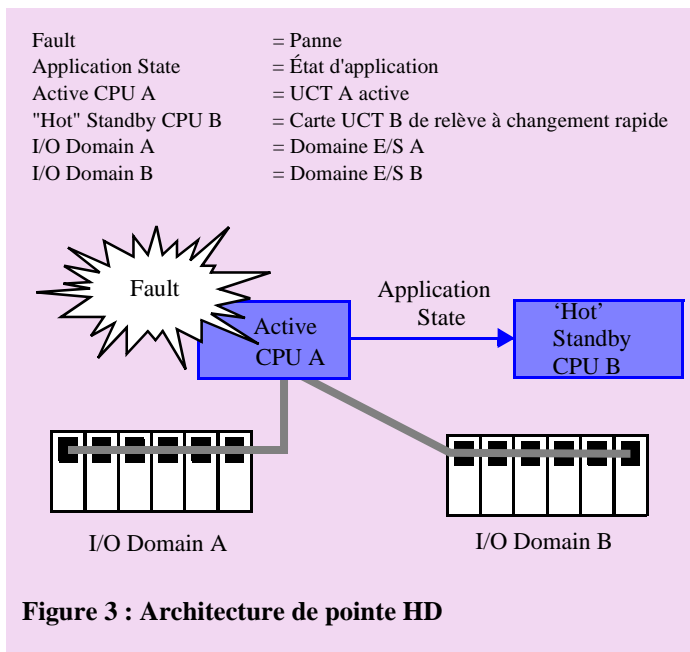 Fault = Panne
Application State = État d'application
Active CPU A = UCT A active
"Hot" Standby CPU B = Carte UCT B de relève à changement rapide
I/O Domain A = Domaine E/S A
I/O Domain B = Domaine E/S B
Fault
Active
CPU A
Application
State
‘Hot’
Standby
CPU B
I/O Domain A
I/O Domain B
Figure 3 : Architecture de pointe HD